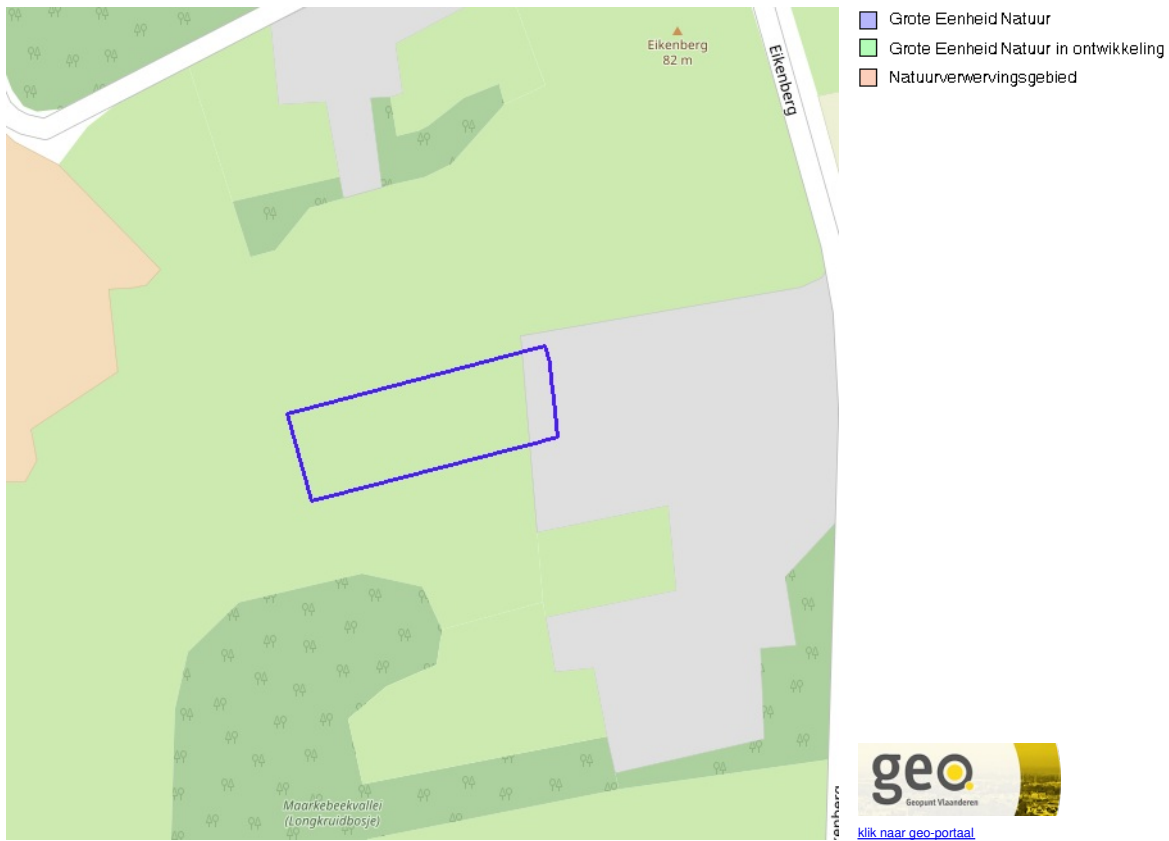 Grote Eenheid Natuur
Grote Eenheid Natuur in ontwikkeling
Natuurverwervingsgebied
Eikenberg
82 m
Eikenberg
Maarkebeekvallei
(Longkruidbosje)
enberg
geo.
Geopunt Vlaanderen
klik naar geo-portaal